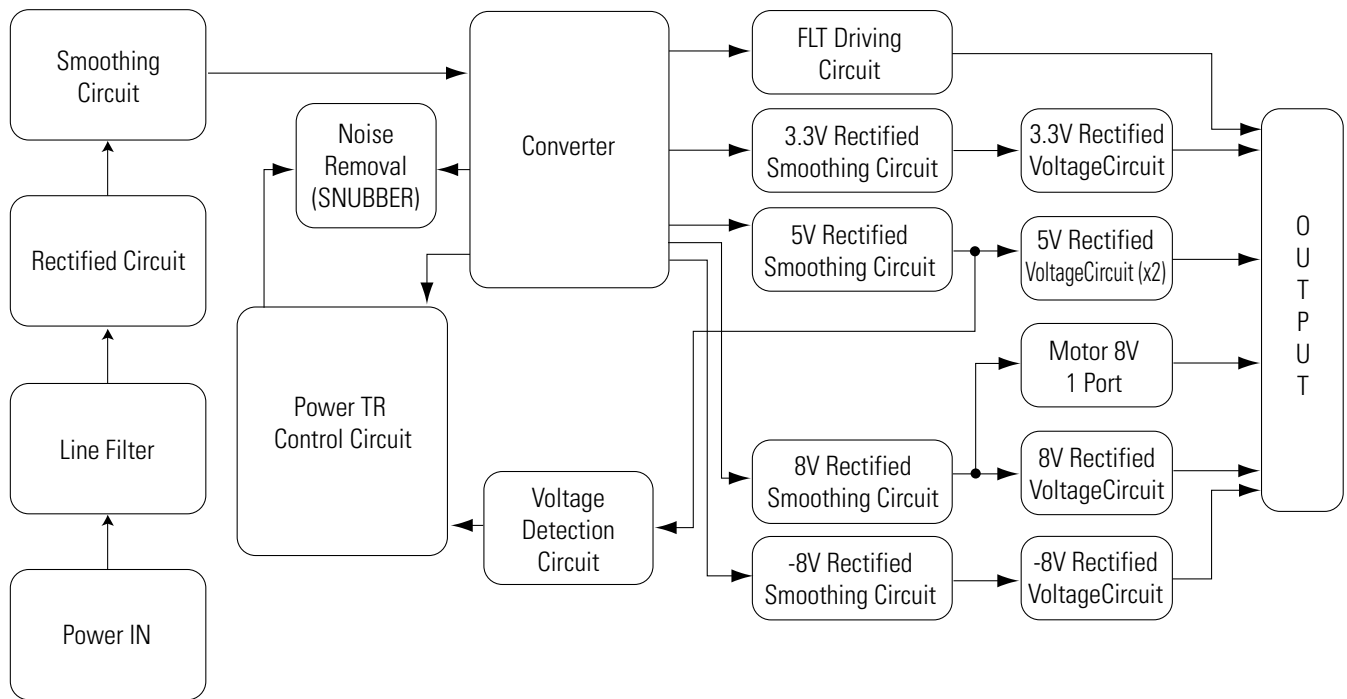 Smoothing
Circuit
Rectified Circuit
Line Filter
Power IN
Noise
Removal
(SNUBBER)
Power TR
Control Circuit
Converter
Voltage
Detection
Circuit
FLT Driving
Circuit
3.3V Rectified
Smoothing Circuit
5V Rectified
Smoothing Circuit
8V Rectified
Smoothing Circuit
-8V Rectified
Smoothing Circuit
3.3V Rectified
VoltageCircuit
5V Rectified
VoltageCircuit (x2)
Motor 8V
1 Port
8V Rectified
VoltageCircuit
-8V Rectified
VoltageCircuit
OUTPUT